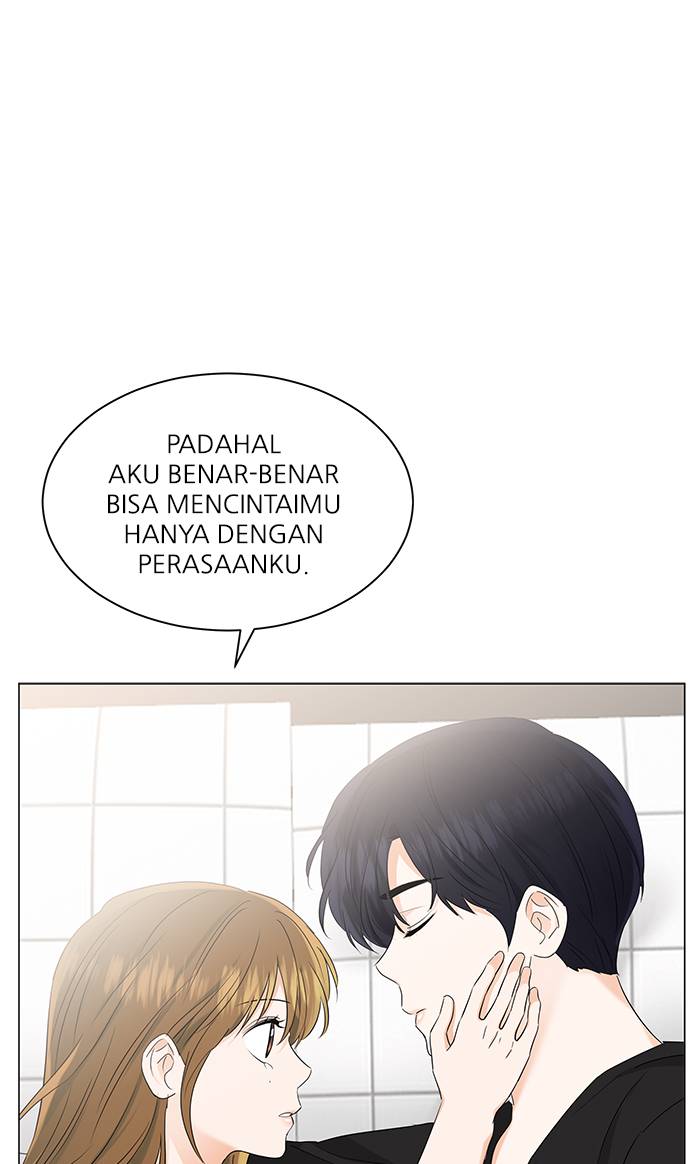 PADAHAL
AKU BENAR-BENAR
BISA MENCINTAIMU
HANYA DENGAN
PERASAANKU.